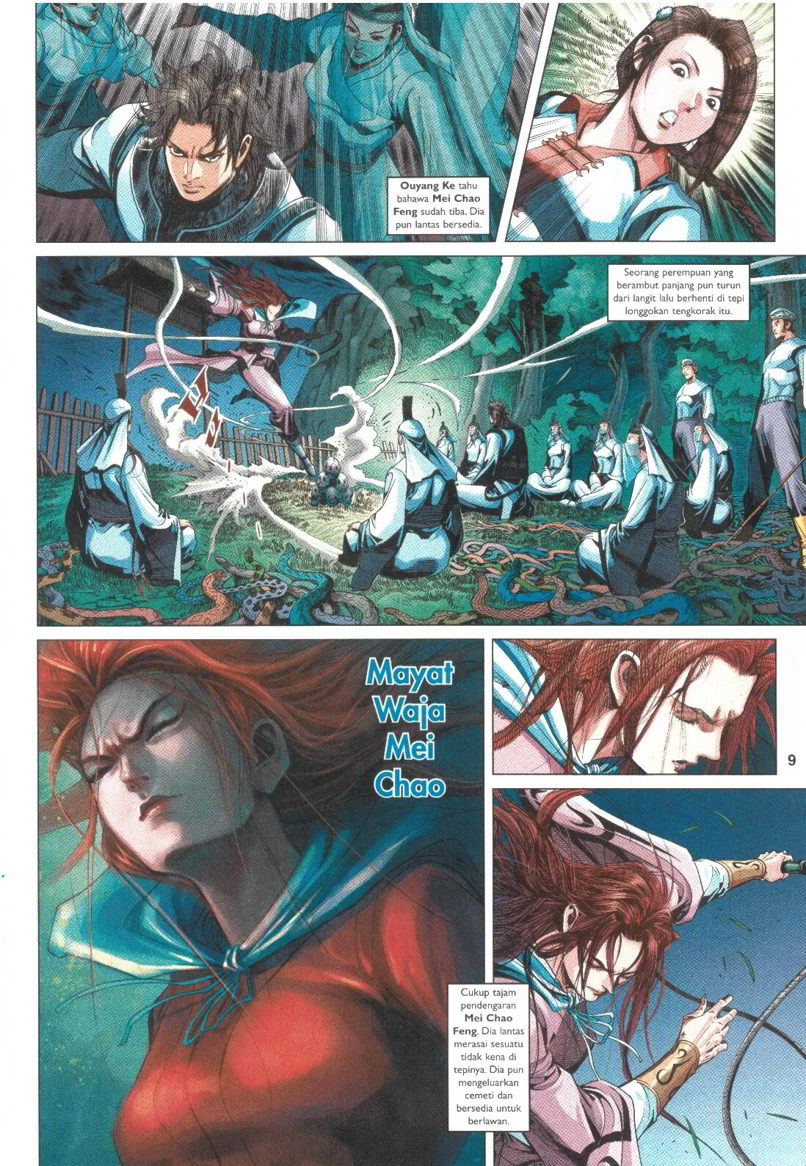 Ouyang Ke tahu
bahawa Mei Chao
Feng sudah tiba. Dia
pun lantas bersedia.
Seorang perempuan yang
berambut panjang pun turun
dari langit lalu berhenti di tepi
longgokan tengkorak itu.
Mayat
Waja
Mei
Chao
9
Cukup tajam
pendengaran
Mei Chao
Feng. Dia lantas
merasai sesuatu
tidak kena di
tepinya. Dia pun
mengeluarkan
cemeti dan
bersedia untuk
berlawan.